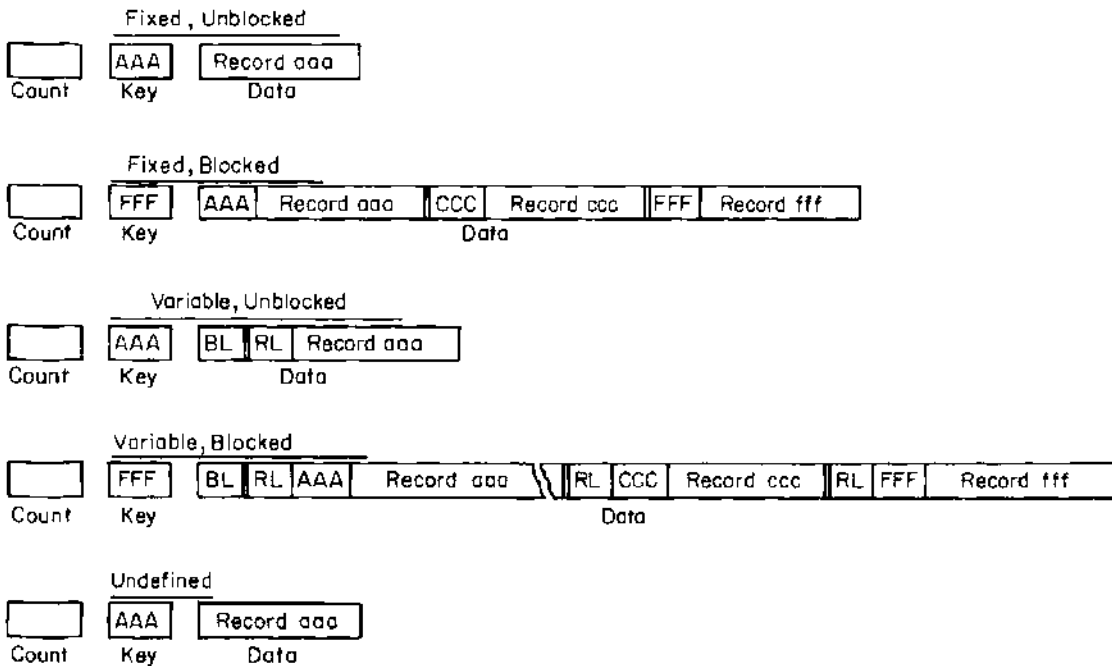 Fixed, Unblocked
AAA Record aaa
Count Key Data
Fixed, Blocked
FFF AAA Record aaa CCC Record ccc FFF Record fff
Count Key Data
Variable, Unblocked
AAA BL RL Record aaa
Count Key Data
Variable, Blocked
FFF BL RL AAA Record aaa RL CCC Record ccc RL FFF Record fff
Count Key Data
Undefined
AAA Record aaa
Count Key Data